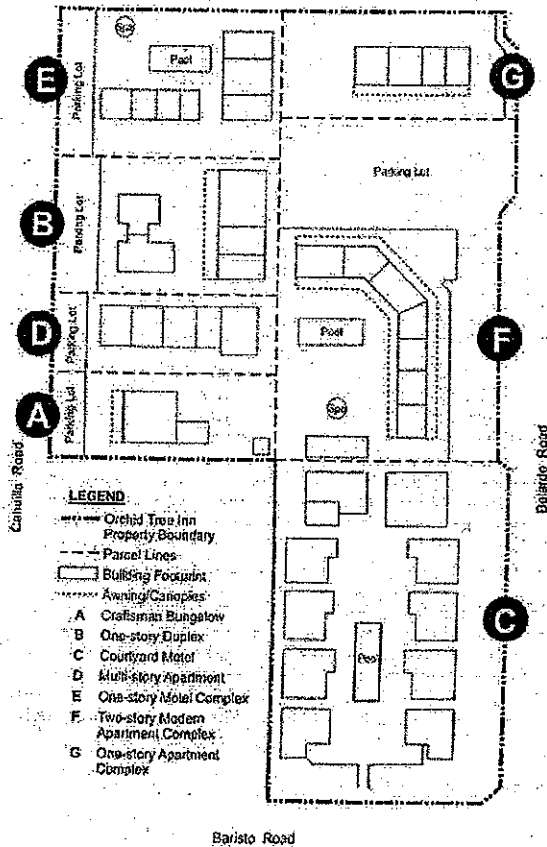 Spa
Pool
E
Parking Lot
G
Parking Lot
B
Parking Lot
Pool
F
D
Parking Lot
Spa
A
Parking Lot
Cahuilla Road
Belardo Road
LEGEND
Orchid Tree Inn
Property Boundary
Parcel Lines
Building Footprint
Awning/Canopies
A Craftsman Bungalow
B One-story Duplex
C Courtyard Motel
D Multi-story Apartment
E One-story Motel Complex
F Two-story Modern
Apartment Complex
G One-story Apartment
Complex
C
Pool
Baristo Road